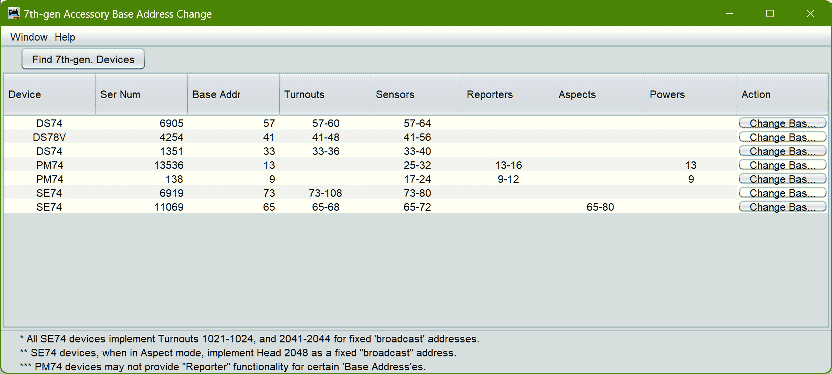 7th-gen Accessory Base Address Change
Window Help
Find 7th-gen. Devices
Device Ser Num Base Addr Turnouts Sensors Reporters Aspects Powers Action
DS74 6905 57 57-60 57-64 Change Bas...
DS78V 4254 41 41-48 41-56 Change Bas...
DS74 1351 33 33-36 33-40 Change Bas...
PM74 13536 13 25-32 13-16 13 Change Bas...
PM74 138 9 17-24 9-12 9 Change Bas...
SE74 6919 73 73-108 73-80 Change Bas...
SE74 11069 65 65-68 65-72 65-80 Change Bas...
* All SE74 devices implement Turnouts 1021-1024, and 2041-2044 for fixed 'broadcast' addresses.
** SE74 devices, when in Aspect mode, implement Head 2048 as a fixed "broadcast" address.
*** PM74 devices may not provide "Reporter" functionality for certain 'Base Address'es.